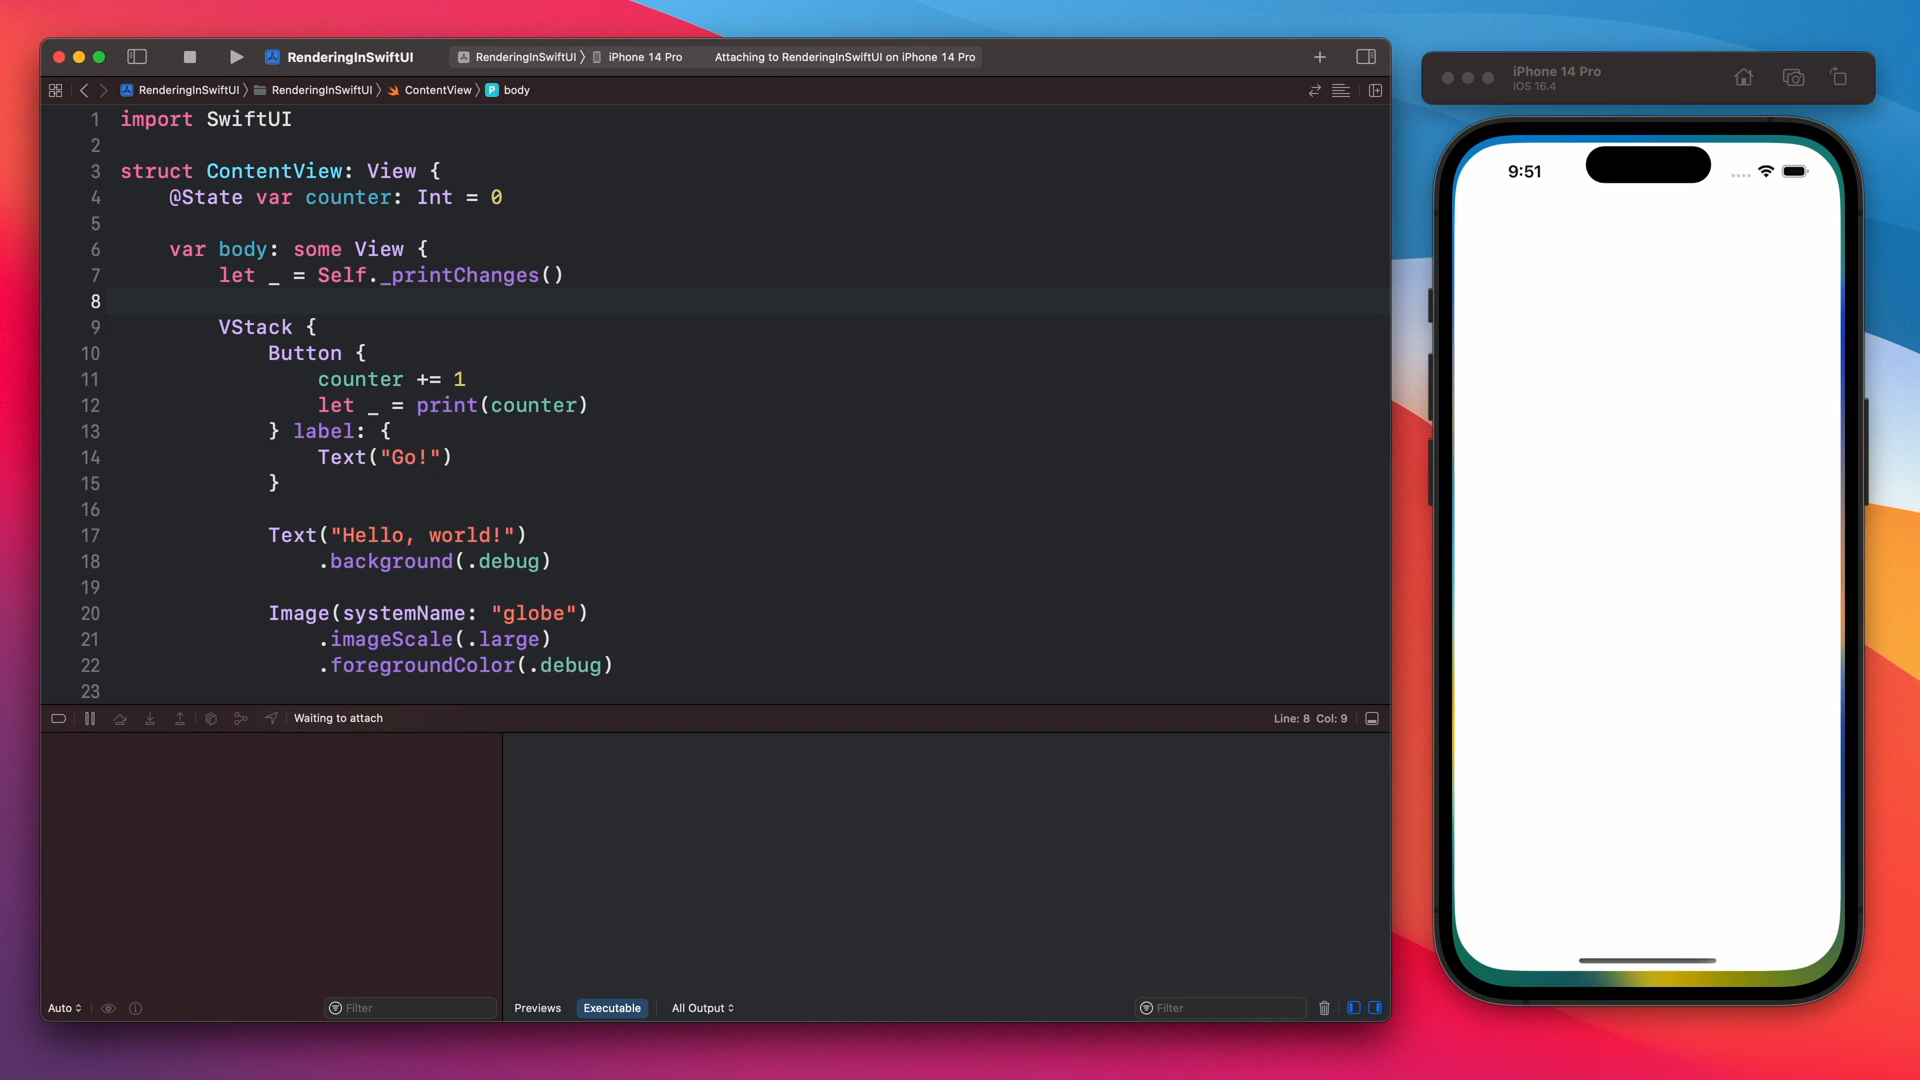 RenderingInSwiftUI
RenderingInSwiftUI iPhone 14 Pro Attaching to RenderingInSwiftUI on iPhone 14 Pro
RenderingInSwiftUI RenderingInSwiftUI ContentView P body
1 import SwiftUI
2
3 struct ContentView: View {
4 @State var counter: Int = 0
5
6 var body: some View {
7 let _ = Self._printChanges()
8
9 VStack {
10 Button {
11 counter += 1
12 let _ = print(counter)
13 } label: {
14 Text("Go!")
15 }
16
17 Text("Hello, world!")
18 .background(.debug)
19
20 Image(systemName: "globe")
21 .imageScale(.large)
22 .foregroundColor(.debug)
23
Waiting to attach Line: 8 Col: 9
Auto Filter Previews Executable All Output Filter
iPhone 14 Pro
iOS 16.4
9:51